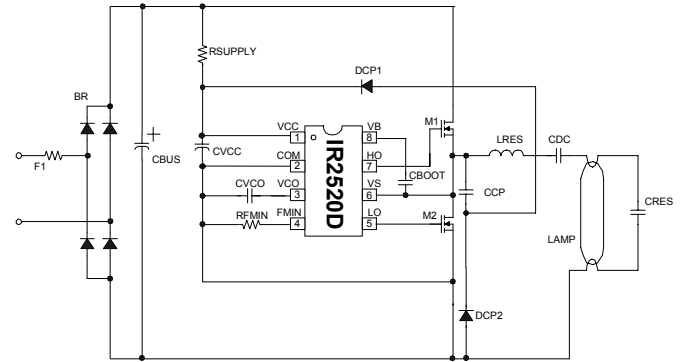 RSUPPLY
DCP1
BR
M1
LRES
CDC
VCC
VB
1
8
CBUS
+
CVCC
COM
HO
2
7
IR2520D
CBOOT
F1
CVCO
VCO
VS
3
6
CCP
CRES
RFMIN
FMIN
LO
4
5
M2
LAMP
DCP2